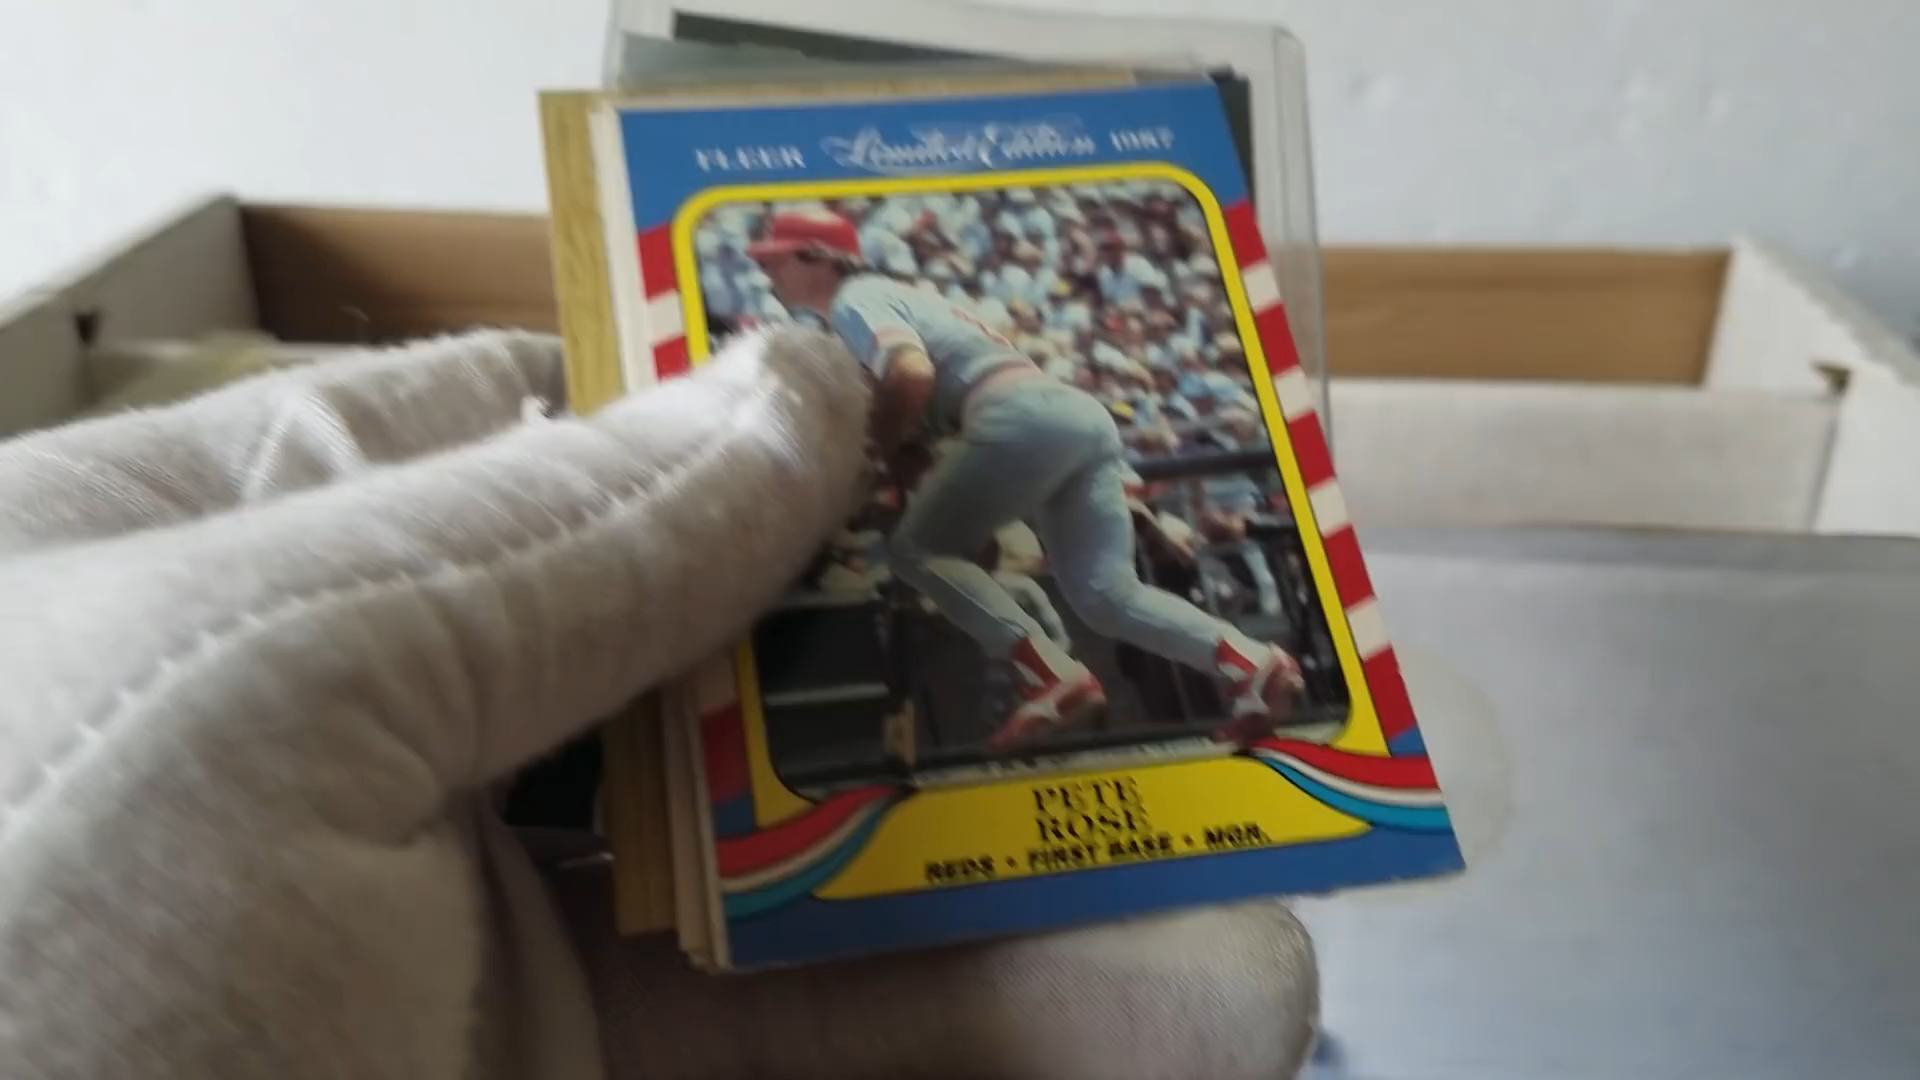 FLEER Limited Edition 1987
PETE
ROSE
REDS • FIRST BASE • MGR.